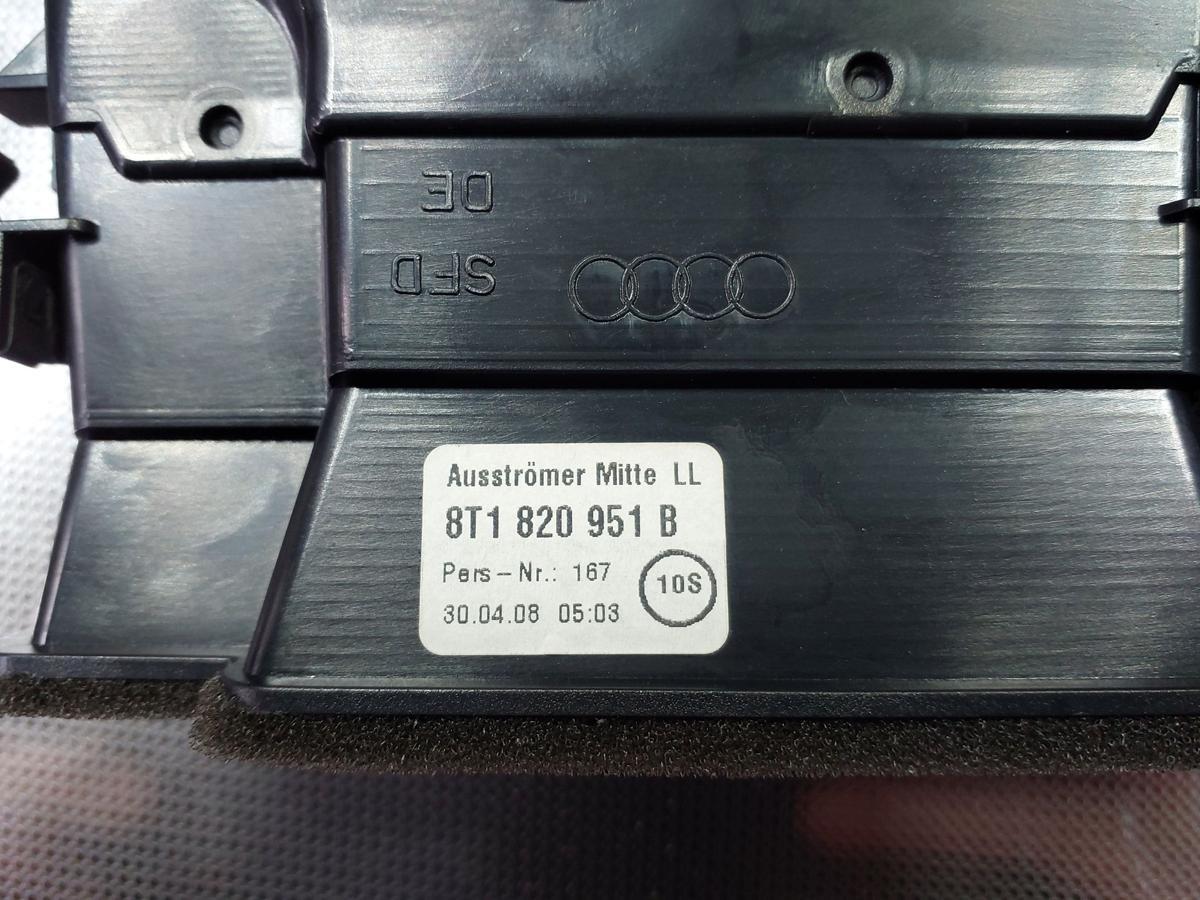 DE
SFD
Ausströmer Mitte LL
8T1 820 951 B
Pers-Nr.: 167
10S
30.04.08 05:03